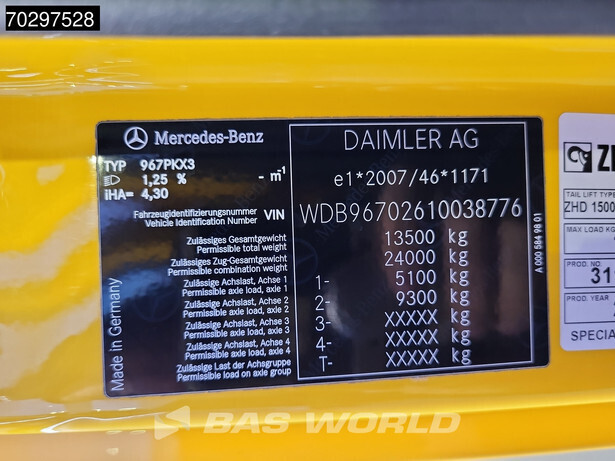 70297528
Mercedes-Benz
TYP 967PKX3
1,25 % - m⁻¹
iHA= 4,30
Fahrzeugidentifizierungsnummer
Vehicle Identification Number VIN
Zulässiges Gesamtgewicht
Permissible total weight
Zulässiges Zug-Gesamtgewicht
Permissible combination weight
Zulässige Achslast, Achse 1
Permissible axle load, axle 1
Zulässige Achslast, Achse 2
Permissible axle load, axle 2
Zulässige Achslast, Achse 3
Permissible axle load, axle 3
Zulässige Achslast, Achse 4
Permissible axle load, axle 4
Zulässige Last der Achsgruppe
Permissible load on axle group
Made in Germany
DAIMLER AG
e1*2007/46*1171
WDB96702610038776
13500 kg
24000 kg
1- 5100 kg
2- 9300 kg
3- XXXXX kg
4- XXXXX kg
T- XXXXX kg
A 000 584 98 01
TAIL LIFT TYPE
ZHD 1500
MAX LOAD KG
PROD. NO.
PROD. YEAR
SPECIA
BAS WORLD